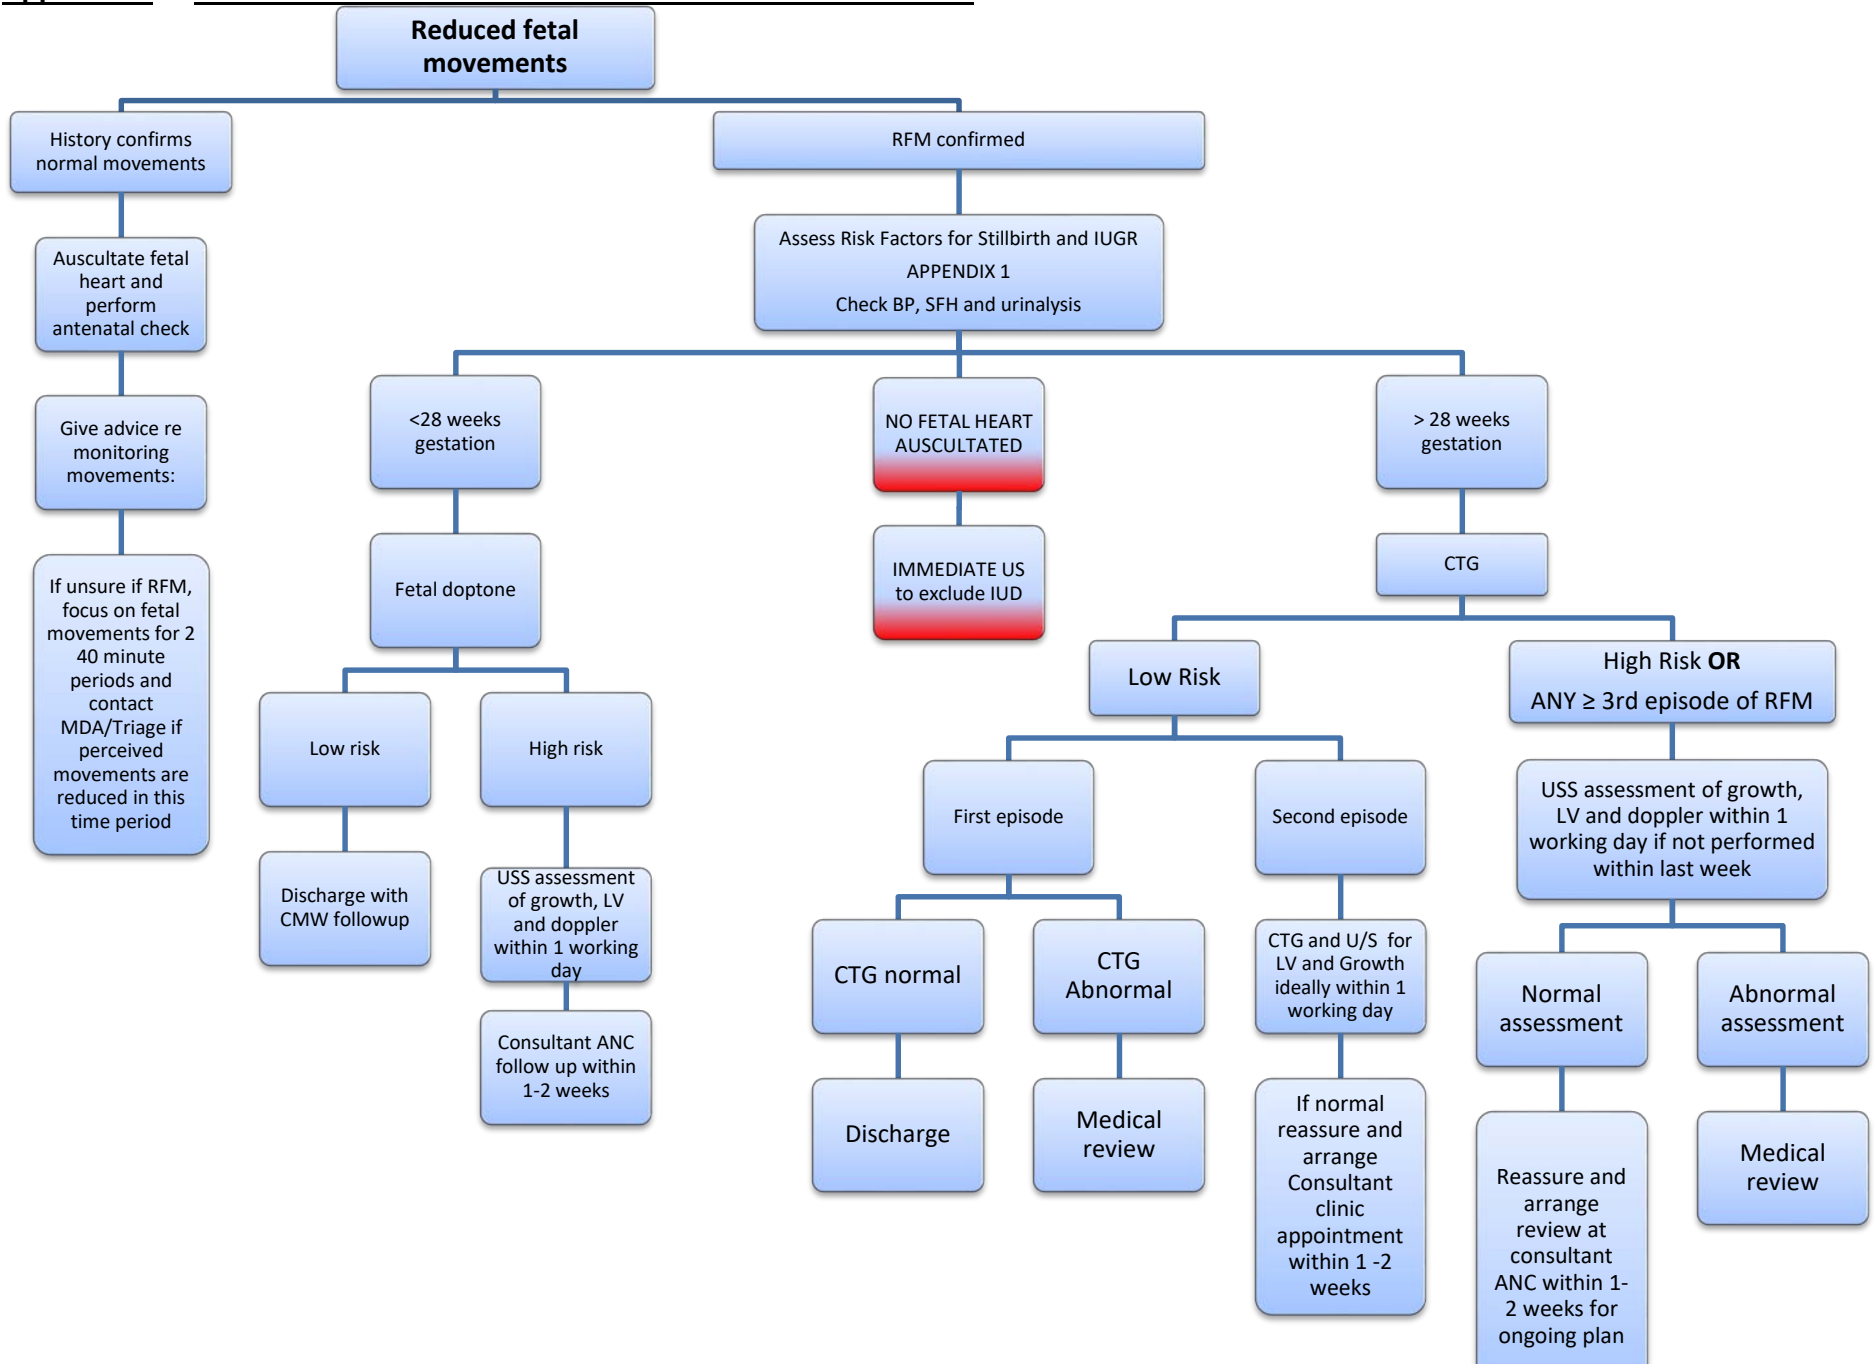 Reduced fetal
movements
History confirms
normal movements
Auscultate fetal
heart and
perform
antenatal check
Give advice re
monitoring
movements:
If unsure if RFM,
focus on fetal
movements for 2
40 minute
periods and
contact
MDA/Triage if
perceived
movements are
reduced in this
time period
RFM confirmed
Assess Risk Factors for Stillbirth and IUGR
APPENDIX 1
Check BP, SFH and urinalysis
<28 weeks
gestation
Fetal doptone
Low risk
Discharge with
CMW followup
High risk
USS assessment
of growth, LV
and doppler
within 1 working
day
Consultant ANC
follow up within
1-2 weeks
NO FETAL HEART
AUSCULTATED
IMMEDIATE US
to exclude IUD
> 28 weeks
gestation
CTG
Low Risk
First episode
CTG normal
Discharge
CTG
Abnormal
Medical
review
Second episode
CTG and U/S for
LV and Growth
ideally within 1
working day
If normal
reassure and
arrange
Consultant
clinic
appointment
within 1 -2
weeks
High Risk OR
ANY ≥ 3rd episode of RFM
USS assessment of growth,
LV and doppler within 1
working day if not performed
within last week
Normal
assessment
Reassure and
arrange
review at
consultant
ANC within 1-
2 weeks for
ongoing plan
Abnormal
assessment
Medical
review